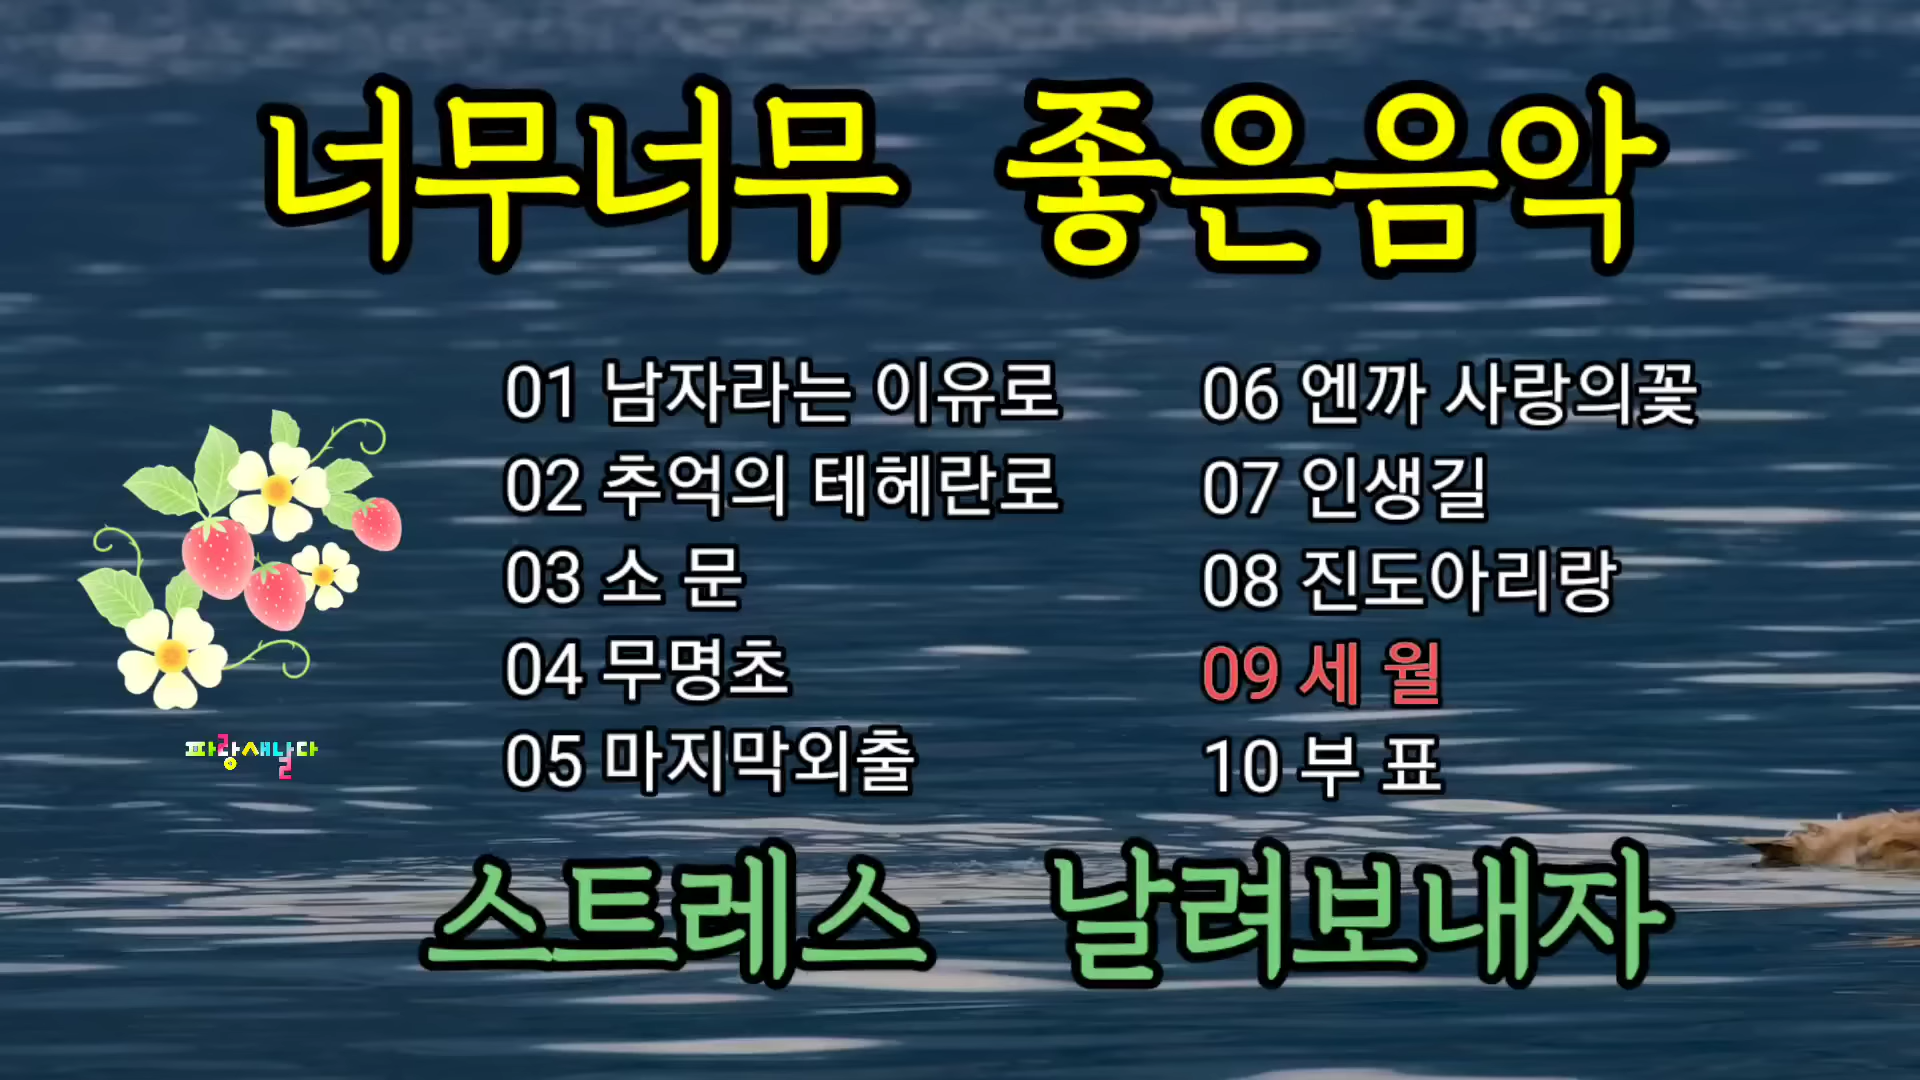 너무너무 좋은음악
01 남자라는 이유로
02 추억의 테헤란로
03 소 문
04 무명초
05 마지막외출
06 엔까 사랑의꽃
07 인생길
08 진도아리랑
09 세 월
10 부 표
파랑새날다
스트레스 날려보내자